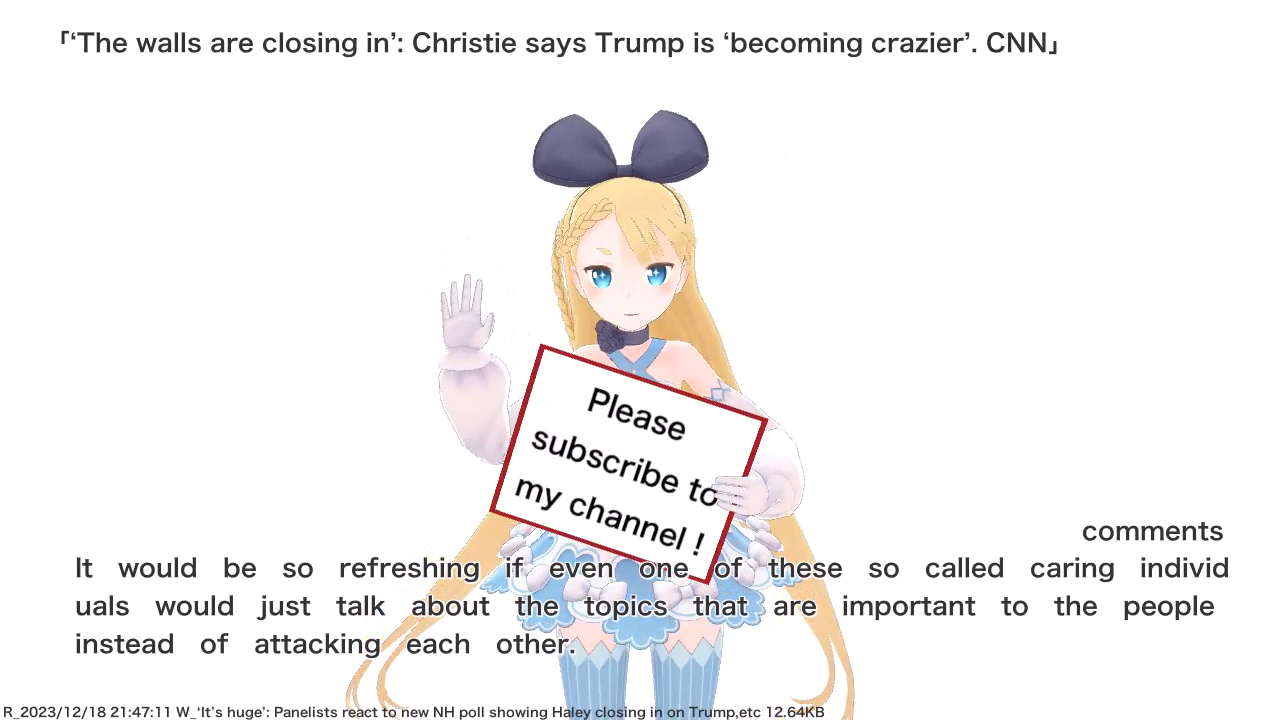 「‘The walls are closing in’: Christie says Trump is ‘becoming crazier’. CNN」
Please
subscribe to
my channel !
comments
It would be so refreshing if even one of these so called caring individ
uals would just talk about the topics that are important to the people
instead of attacking each other.
R_2023/12/18 21:47:11 W_‘It’s huge’: Panelists react to new NH poll showing Haley closing in on Trump,etc 12.64KB